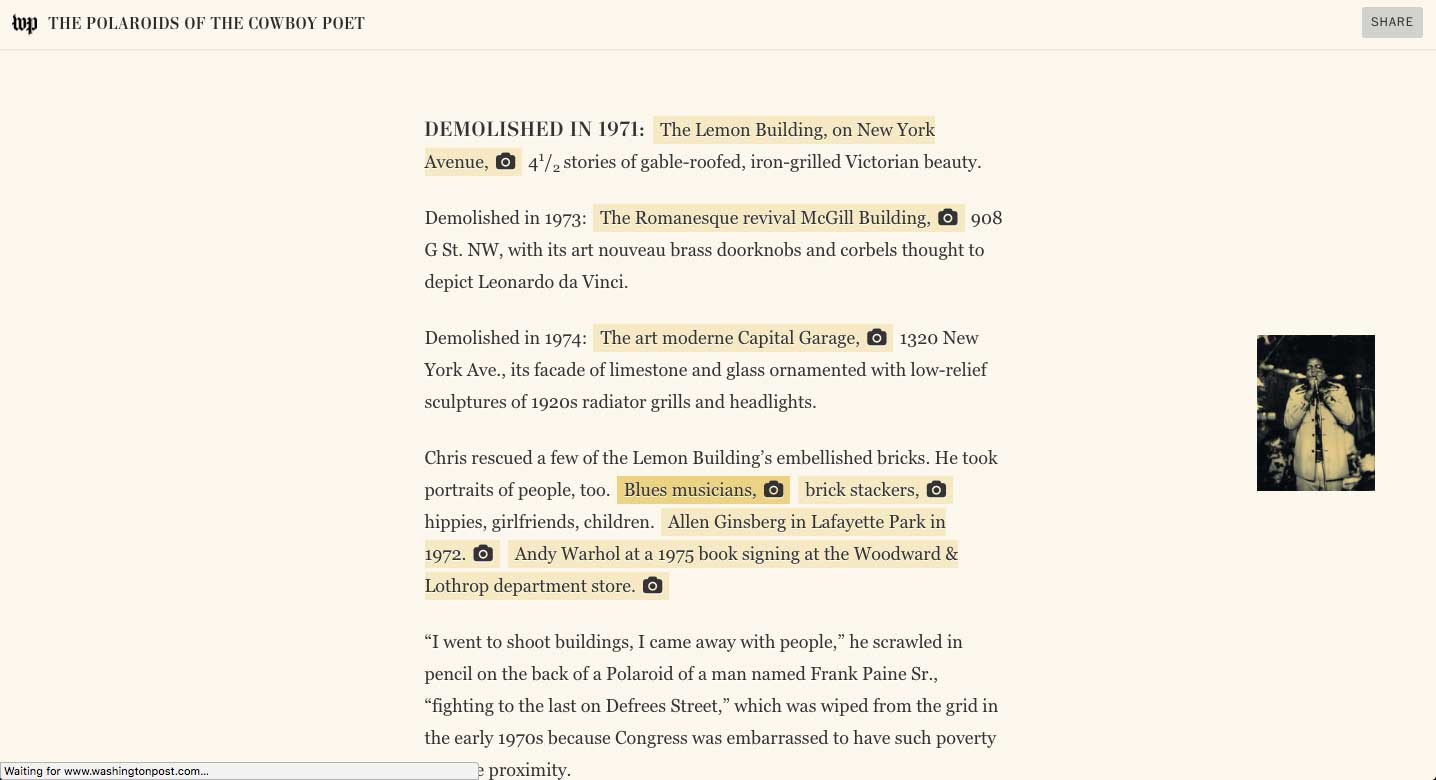 wp THE POLAROIDS OF THE COWBOY POET
SHARE
DEMOLISHED IN 1971: The Lemon Building, on New York
Avenue, 4¹/₂ stories of gable-roofed, iron-grilled Victorian beauty.
Demolished in 1973: The Romanesque revival McGill Building, 908
G St. NW, with its art nouveau brass doorknobs and corbels thought to
depict Leonardo da Vinci.
Demolished in 1974: The art moderne Capital Garage, 1320 New
York Ave., its facade of limestone and glass ornamented with low-relief
sculptures of 1920s radiator grills and headlights.
Chris rescued a few of the Lemon Building’s embellished bricks. He took
portraits of people, too. Blues musicians, brick stackers,
hippies, girlfriends, children. Allen Ginsberg in Lafayette Park in
1972. Andy Warhol at a 1975 book signing at the Woodward &
Lothrop department store.
“I went to shoot buildings, I came away with people,” he scrawled in
pencil on the back of a Polaroid of a man named Frank Paine Sr.,
“fighting to the last on Defrees Street,” which was wiped from the grid in
the early 1970s because Congress was embarrassed to have such poverty
e proximity.
Waiting for www.washingtonpost.com...